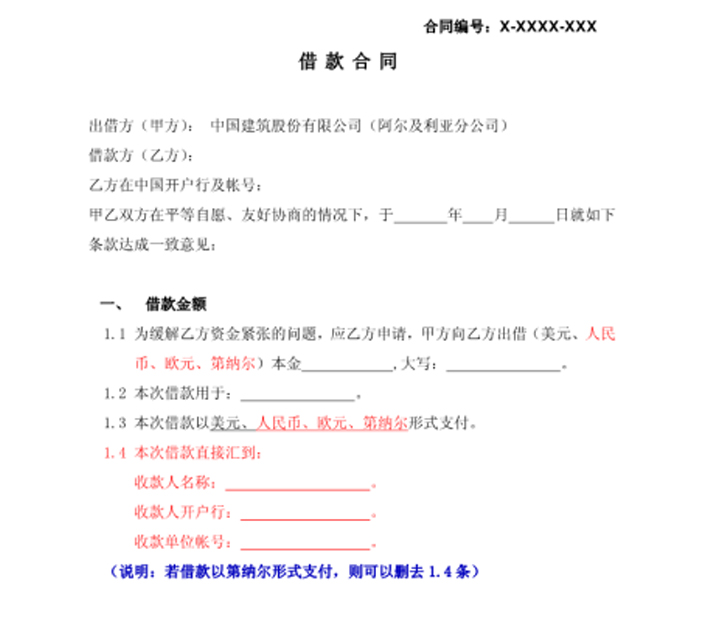 合同编号：X-XXXX-XXX
借 款 合 同
出借方（甲方）： 中国建筑股份有限公司（阿尔及利亚分公司）
借款方（乙方）：
乙方在中国开户行及帐号：
甲乙双方在平等自愿、友好协商的情况下，于_______年____月______日就如下
条款达成一致意见：
一、 借款金额
1.1 为缓解乙方资金紧张的问题，应乙方申请，甲方向乙方出借（美元、人民
币、欧元、第纳尔）本金____________,大写：_______________。
1.2 本次借款用于：_______________。
1.3 本次借款以美元、人民币、欧元、第纳尔形式支付。
1.4 本次借款直接汇到：
收款人名称：___________________。
收款人开户行：_________________。
收款单位帐号：_________________。
（说明：若借款以第纳尔形式支付，则可以删去 1.4 条）